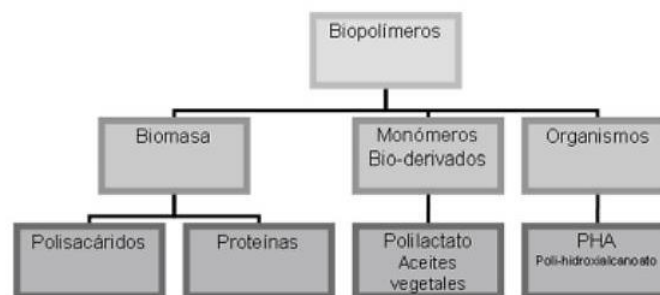 Biopolímeros
Biomasa
Monómeros
Bio-derivados
Organismos
Polisacáridos
Proteínas
Polilactato
Aceites
vegetales
PHA
Poli-hidroxialcanoato